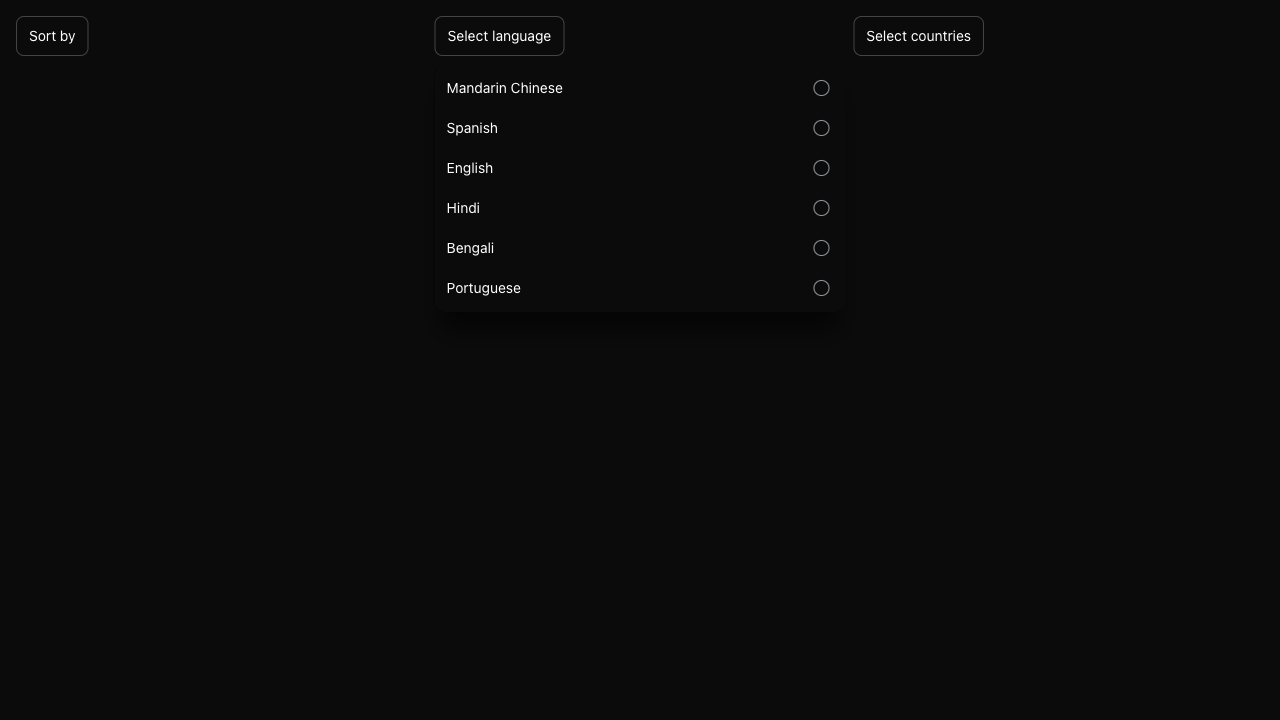 Sort by
Select language
Select countries
Mandarin Chinese
Spanish
English
Hindi
Bengali
Portuguese